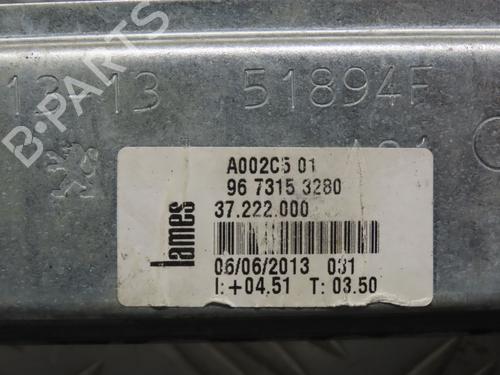 B-PARTS
13 13 51894F
A002C5 01
96 7315 3280
37.222.000
lames
06/06/2013 031
I:+04.51 T: 03.50